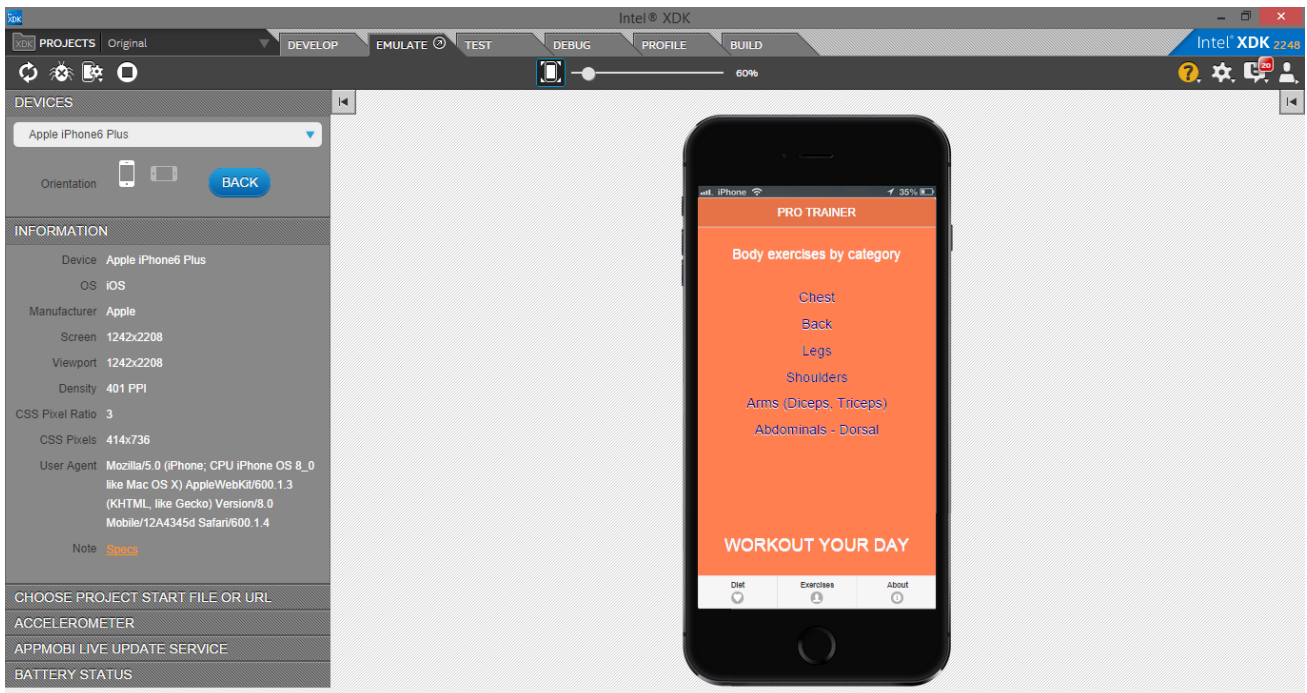 XDK
Intel® XDK
XDK PROJECTS Original
DEVELOP EMULATE TEST DEBUG PROFILE BUILD
Intel® XDK 2248
60%
20
DEVICES
Apple iPhone6 Plus
Orientation BACK
INFORMATION
Device Apple iPhone6 Plus
OS iOS
Manufacturer Apple
Screen 1242x2208
Viewport 1242x2208
Density 401 PPI
CSS Pixel Ratio 3
CSS Pixels 414x736
User Agent Mozilla/5.0 (iPhone; CPU iPhone OS 8_0
like Mac OS X) AppleWebKit/600.1.3
(KHTML, like Gecko) Version/8.0
Mobile/12A4345d Safari/600.1.4
Note Specs
CHOOSE PROJECT START FILE OR URL
ACCELEROMETER
APPMOBI LIVE UPDATE SERVICE
BATTERY STATUS
iPhone 35%
PRO TRAINER
Body exercises by category
Chest
Back
Legs
Shoulders
Arms (Diceps, Triceps)
Abdominals - Dorsal
WORKOUT YOUR DAY
Diet Exercises About